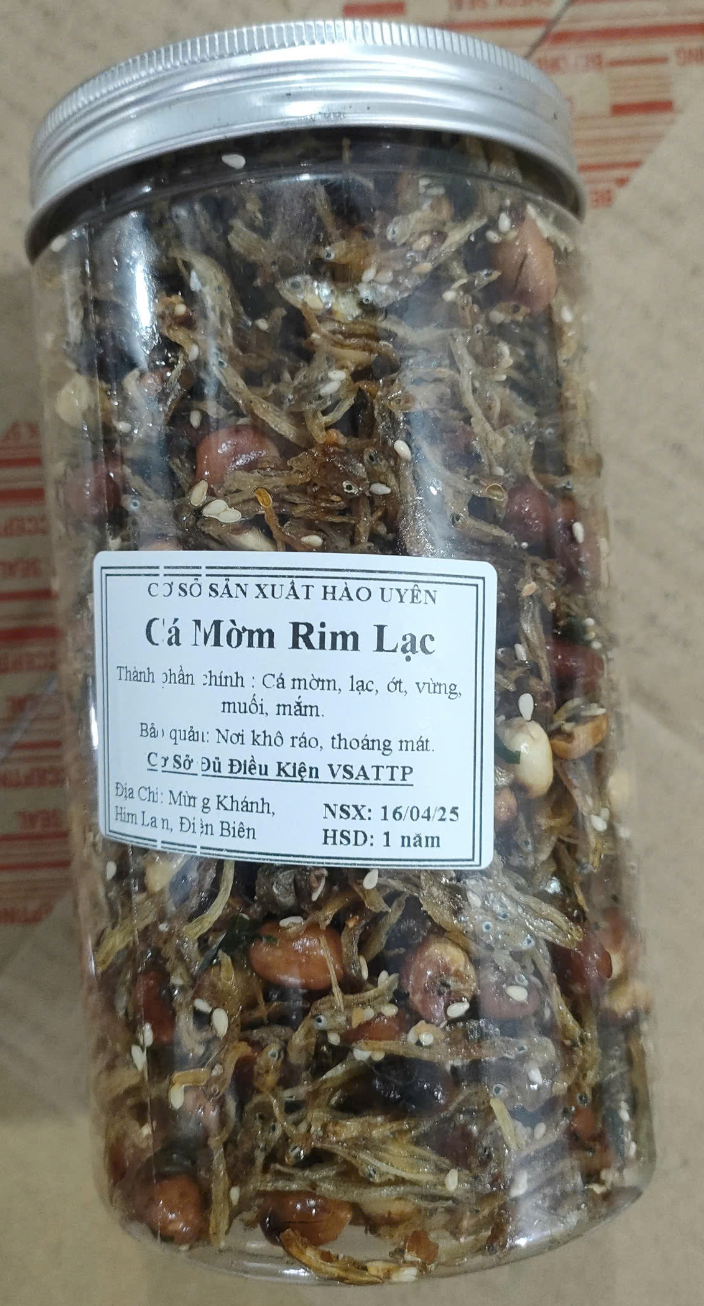 CƠ SỞ SẢN XUẤT HÀO UYÊN
Cá Mờm Rim Lạc
Thành phần chính : Cá mờm, lạc, ớt, vừng,
muối, mắm.
Bảo quản: Nơi khô ráo, thoáng mát.
Cơ Sở Đủ Điều Kiện VSATTP
Địa Chỉ: Mường Khánh,
Him Lam, Điện Biên
NSX: 16/04/25
HSD: 1 năm